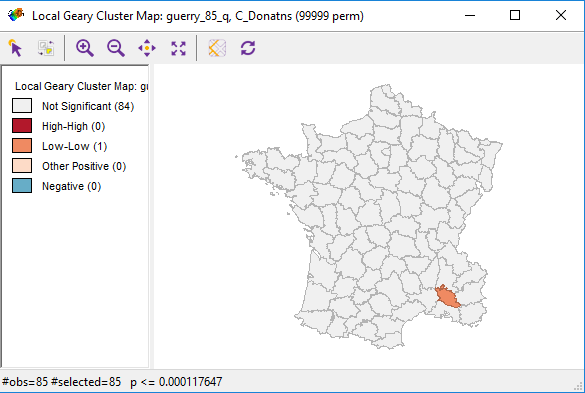 Local Geary Cluster Map: guerry_85_q, C_Donatns (99999 perm)
Local Geary Cluster Map: gu
Not Significant (84)
High-High (0)
Low-Low (1)
Other Positive (0)
Negative (0)
#obs=85 #selected=85 p <= 0.000117647